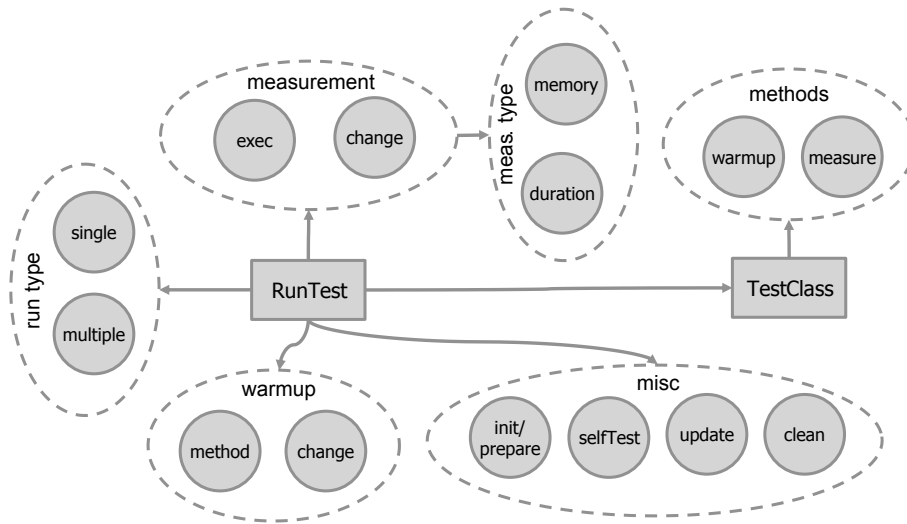 measurement
exec
change
meas. type
memory
duration
methods
warmup
measure
run type
single
multiple
RunTest
TestClass
warmup
method
change
misc
init/
prepare
selfTest
update
clean